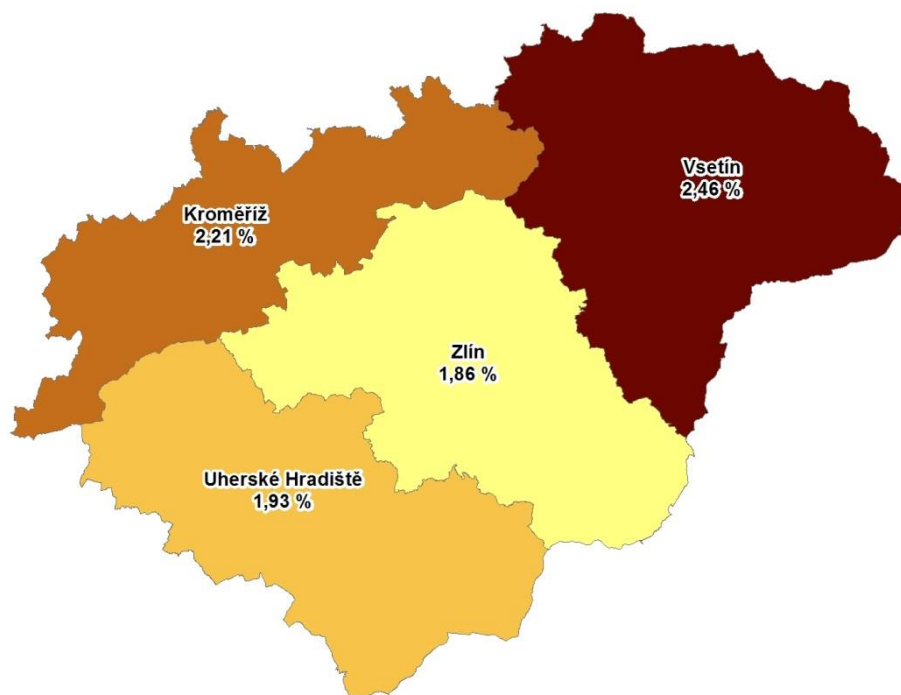 Vsetín
2,46 %
Kroměříž
2,21 %
Zlín
1,86 %
Uherské Hradiště
1,93 %